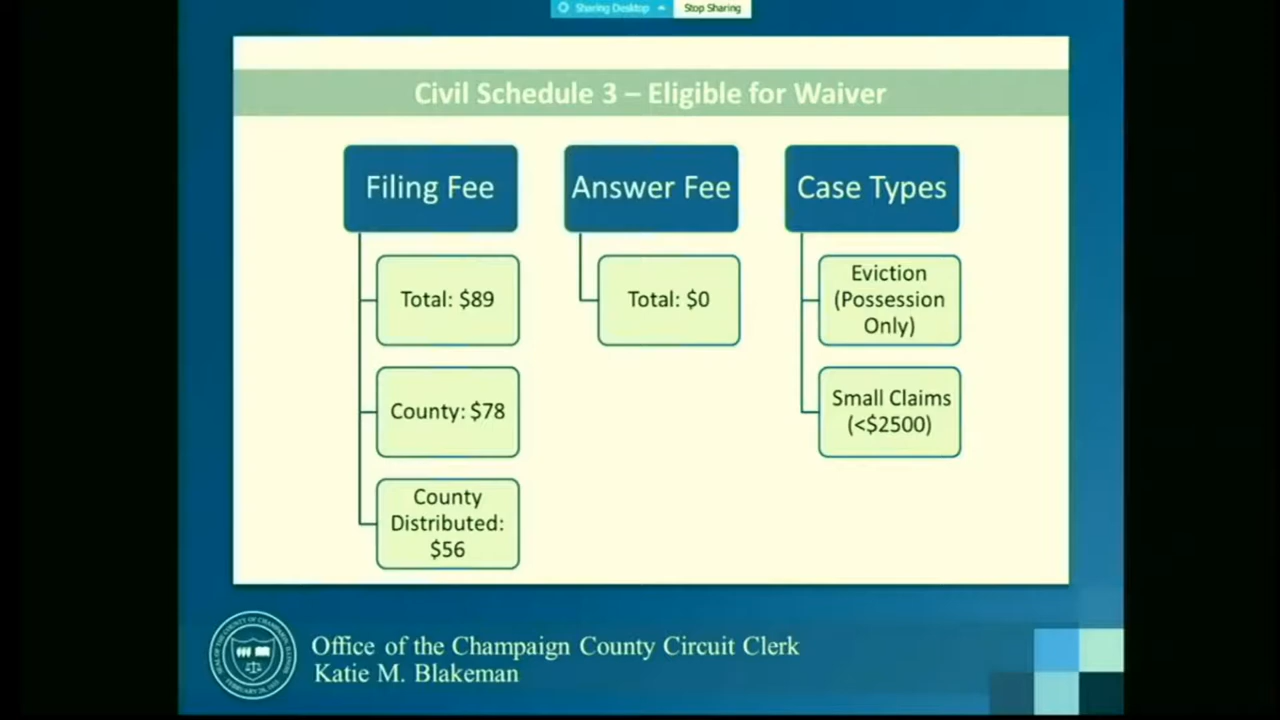 Sharing Desktop
Stop Sharing
Civil Schedule 3 – Eligible for Waiver
Filing Fee
Total: $89
County: $78
County
Distributed:
$56
Answer Fee
Total: $0
Case Types
Eviction
(Possession
Only)
Small Claims
(<$2500)
Office of the Champaign County Circuit Clerk
Katie M. Blakeman